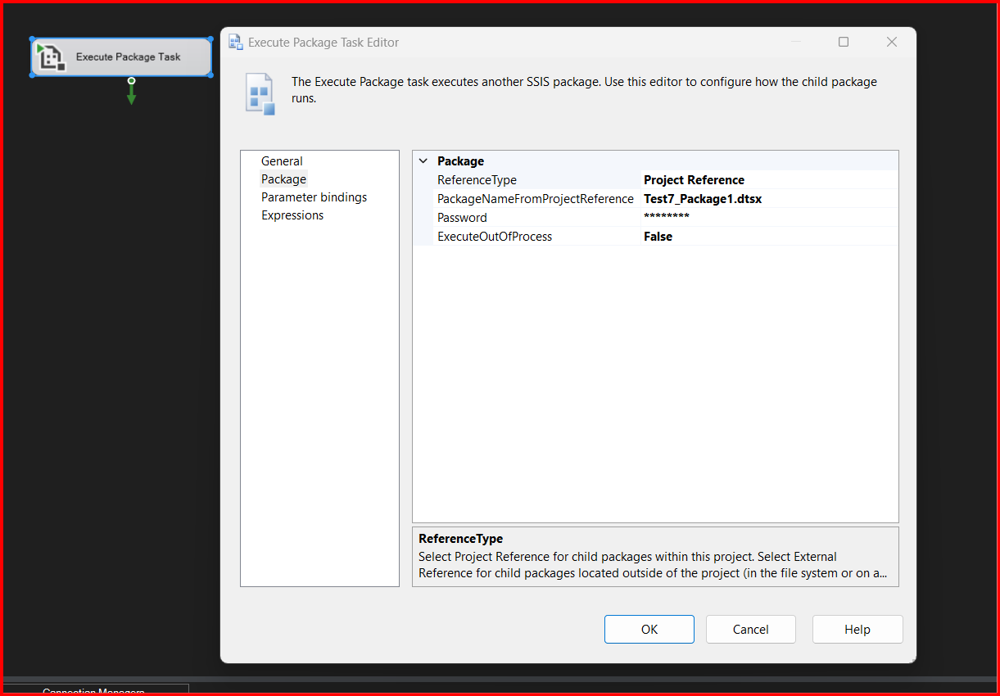 Execute Package Task
Execute Package Task Editor
The Execute Package task executes another SSIS package. Use this editor to configure how the child package
runs.
General
Package
Parameter bindings
Expressions
Package
ReferenceType Project Reference
PackageNameFromProjectReference Test7_Package1.dtsx
Password ********
ExecuteOutOfProcess False
ReferenceType
Select Project Reference for child packages within this project. Select External
Reference for child packages located outside of the project (in the file system or on a...
OK Cancel Help
Connection Managers